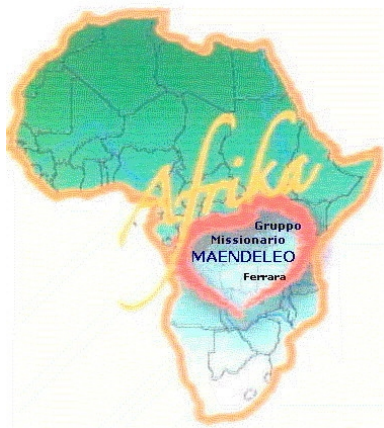 Afrika
Gruppo
Missionario
MAENDELEO
Ferrara